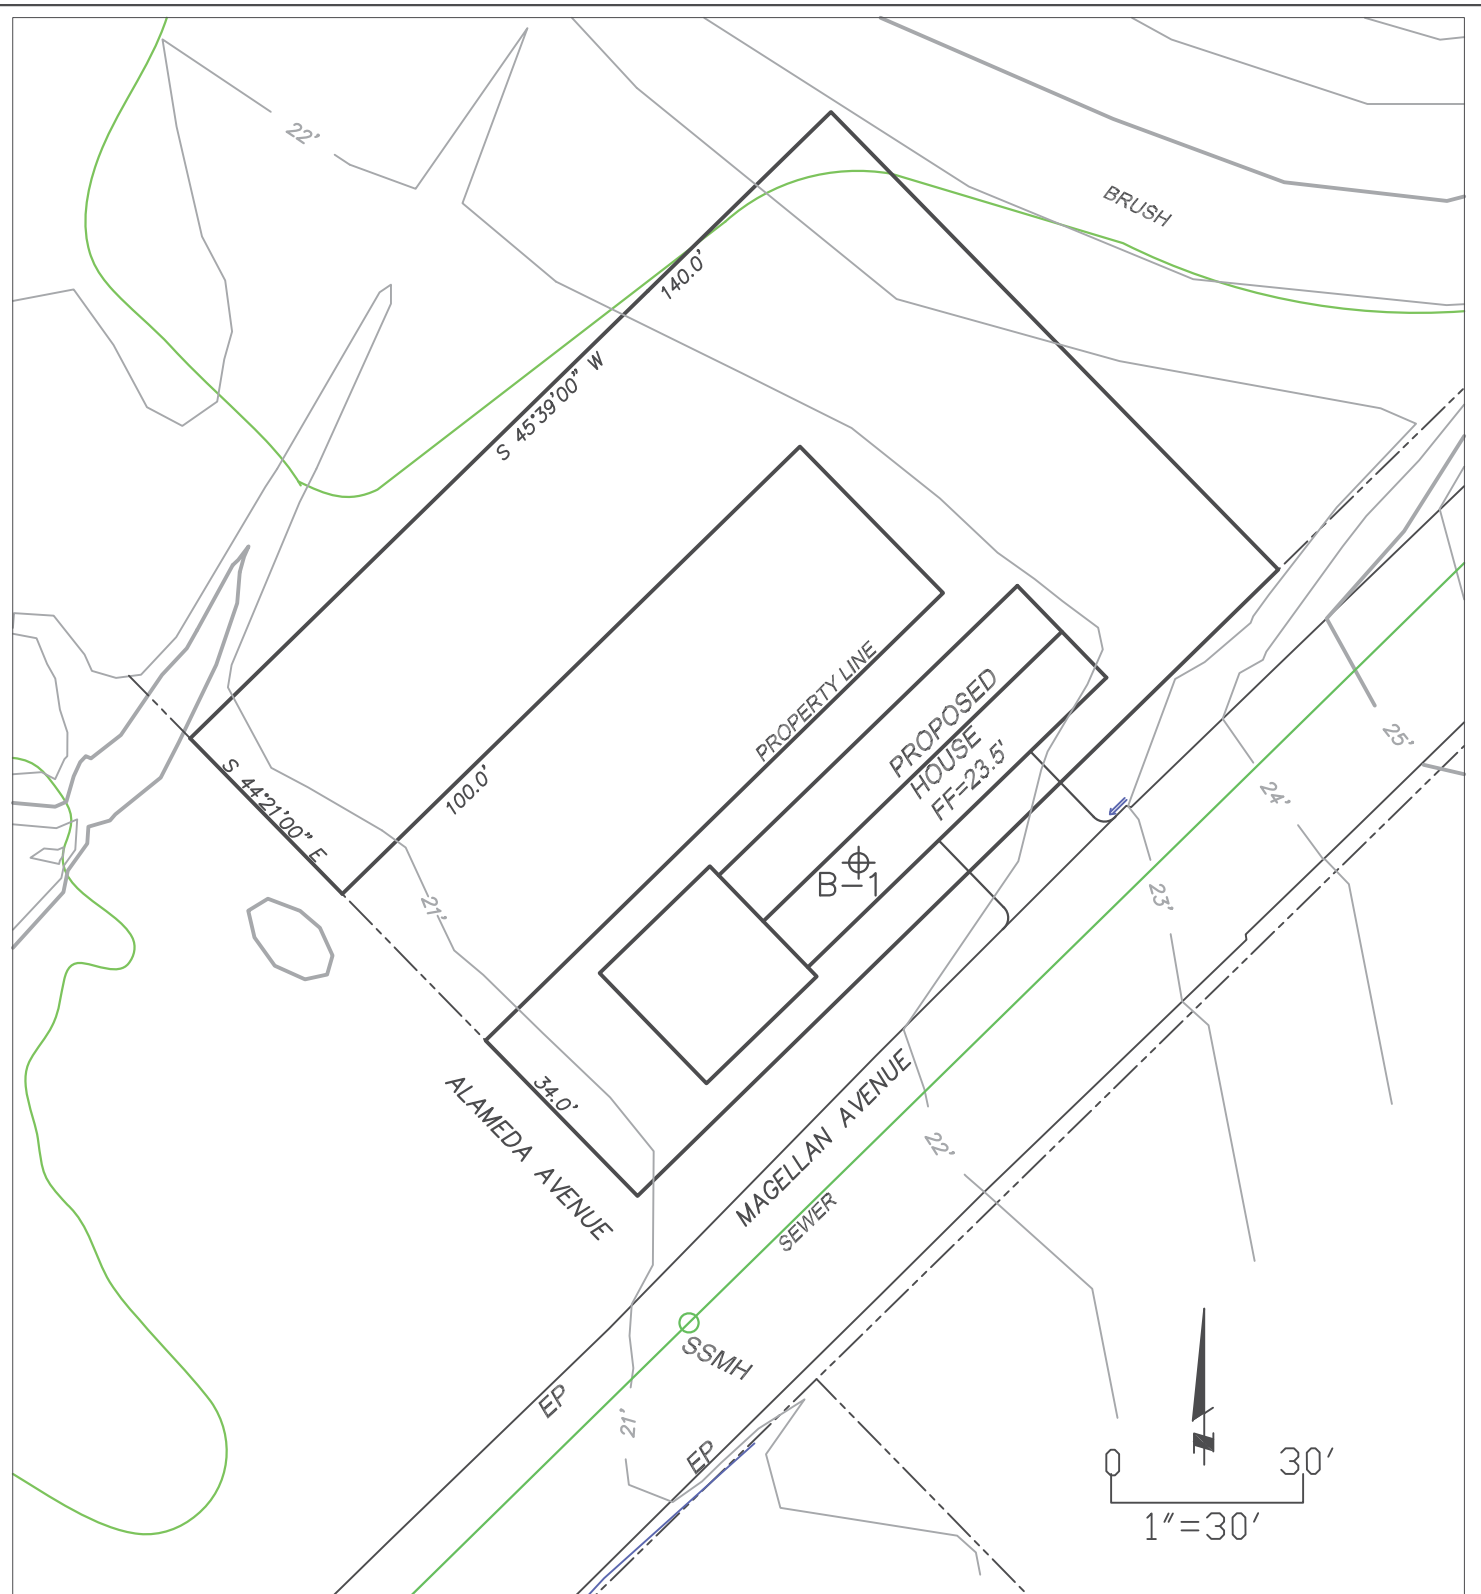 22'
BRUSH
140.0'
S 45°39'00" W
PROPERTY LINE
PROPOSED
HOUSE
FF=23.5'
25'
S 44°21'00" E
100.0'
24'
B-1
21'
23'
34.0'
ALAMEDA AVENUE
MAGELLAN AVENUE
22'
SEWER
SSMH
EP
21'
EP
N
0 30'
1"=30'